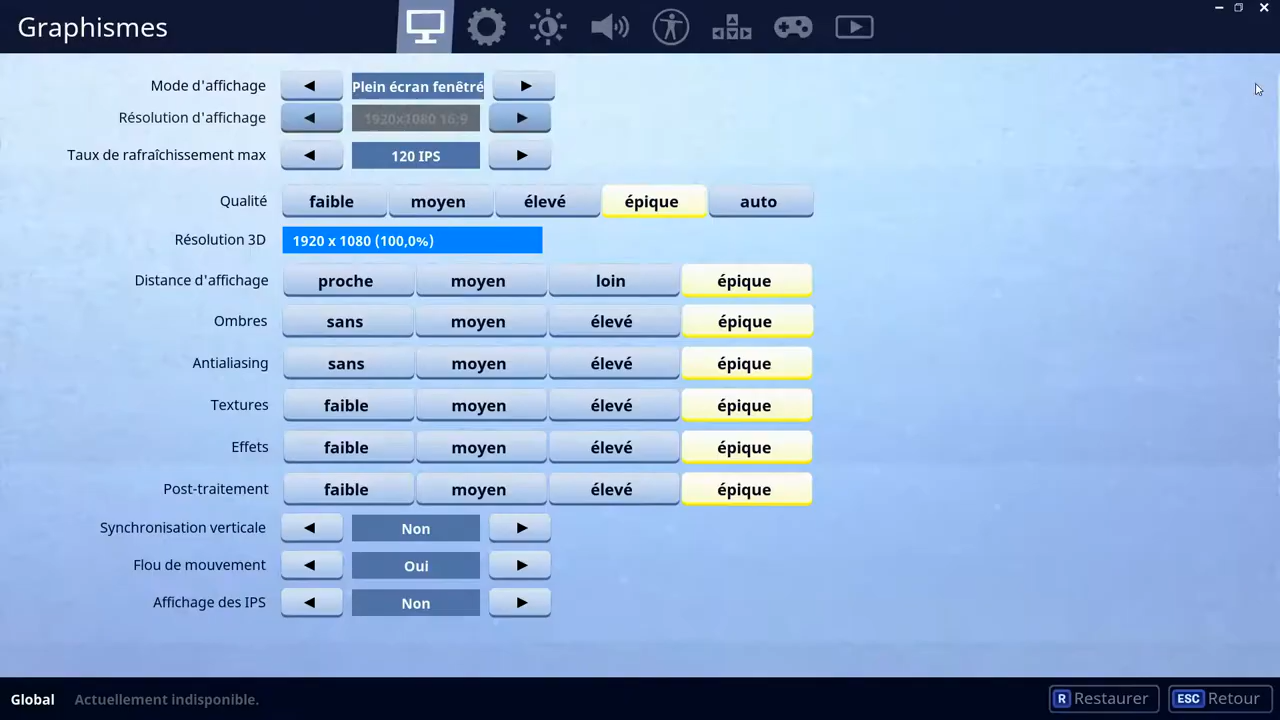 Graphismes
Mode d'affichage ◄ Plein écran fenêtré ►
Résolution d'affichage ◄ 1920x1080 16:9 ►
Taux de rafraîchissement max ◄ 120 IPS ►
Qualité faible moyen élevé épique auto
Résolution 3D 1920 x 1080 (100,0%)
Distance d'affichage proche moyen loin épique
Ombres sans moyen élevé épique
Antialiasing sans moyen élevé épique
Textures faible moyen élevé épique
Effets faible moyen élevé épique
Post-traitement faible moyen élevé épique
Synchronisation verticale ◄ Non ►
Flou de mouvement ◄ Oui ►
Affichage des IPS ◄ Non ►
Global Actuellement indisponible. R Restaurer ESC Retour